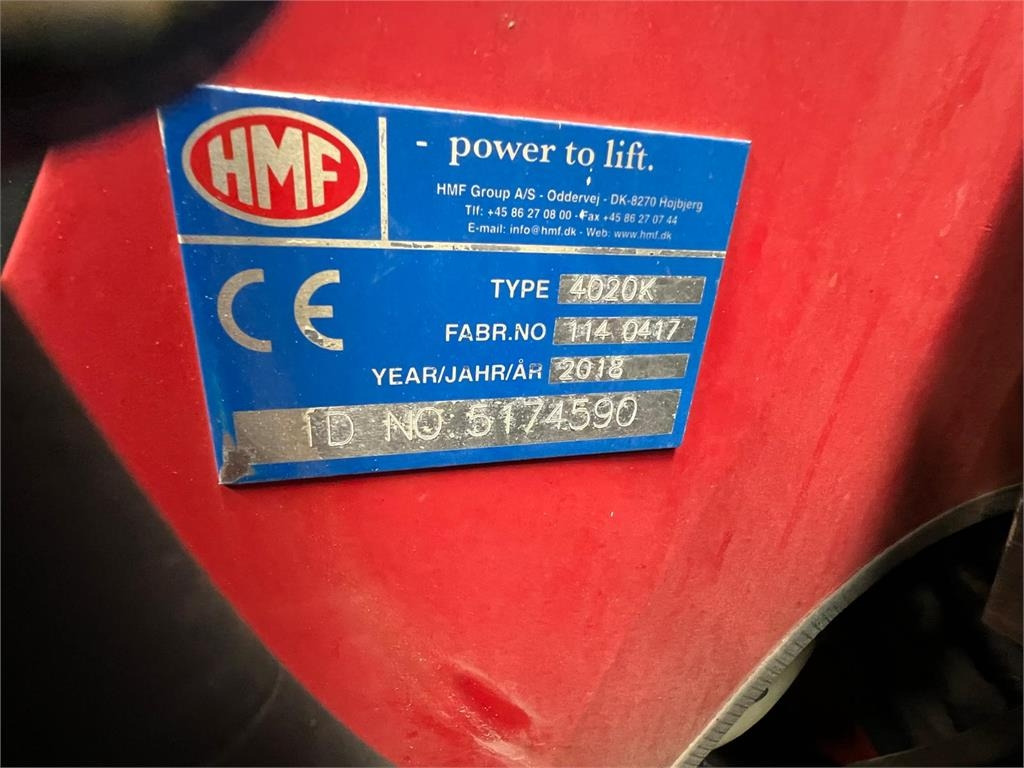 HMF
- power to lift.
HMF Group A/S - Oddervej - DK-8270 Højbjerg
Tlf: +45 86 27 08 00 - Fax +45 86 27 07 44
E-mail: info@hmf.dk - Web: www.hmf.dk
CE
TYPE 4020K
FABR.NO 114 0417
YEAR/JAHR/ÅR 2018
ID NO 5174590